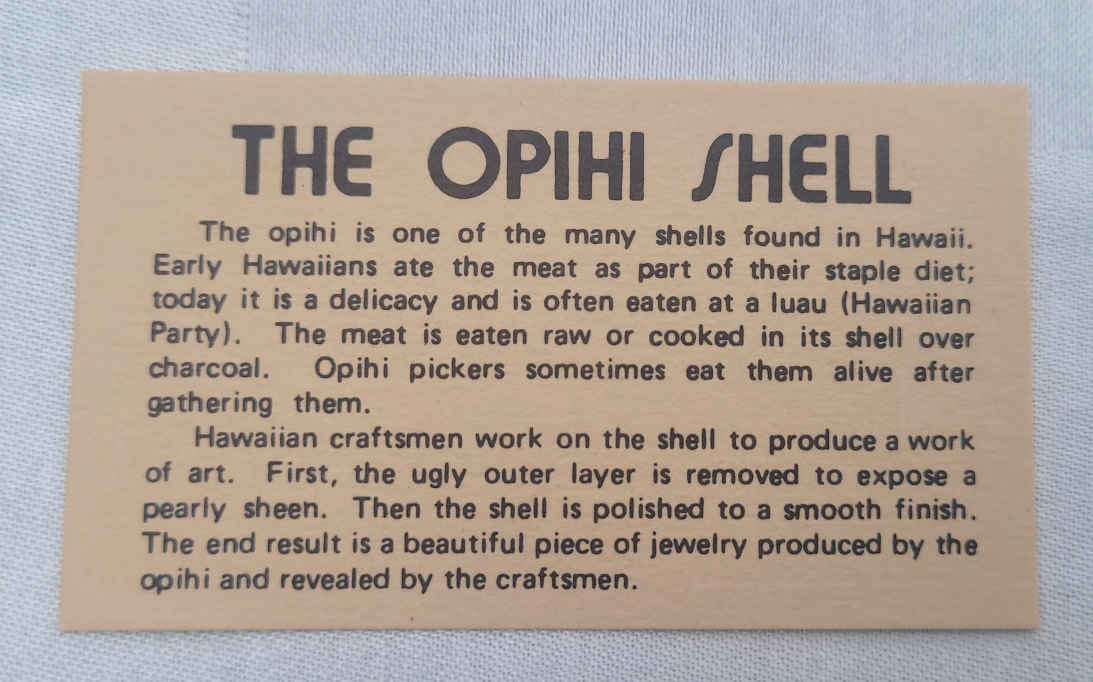 THE OPIHI SHELL
The opihi is one of the many shells found in Hawaii.
Early Hawaiians ate the meat as part of their staple diet;
today it is a delicacy and is often eaten at a luau (Hawaiian
Party). The meat is eaten raw or cooked in its shell over
charcoal. Opihi pickers sometimes eat them alive after
gathering them.
Hawaiian craftsmen work on the shell to produce a work
of art. First, the ugly outer layer is removed to expose a
pearly sheen. Then the shell is polished to a smooth finish.
The end result is a beautiful piece of jewelry produced by the
opihi and revealed by the craftsmen.